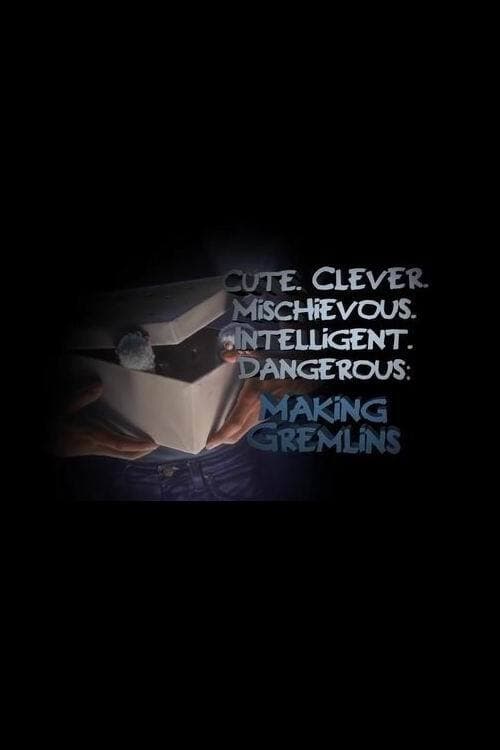 Cute. Clever.
Mischievous.
Intelligent.
Dangerous:
Making
Gremlins